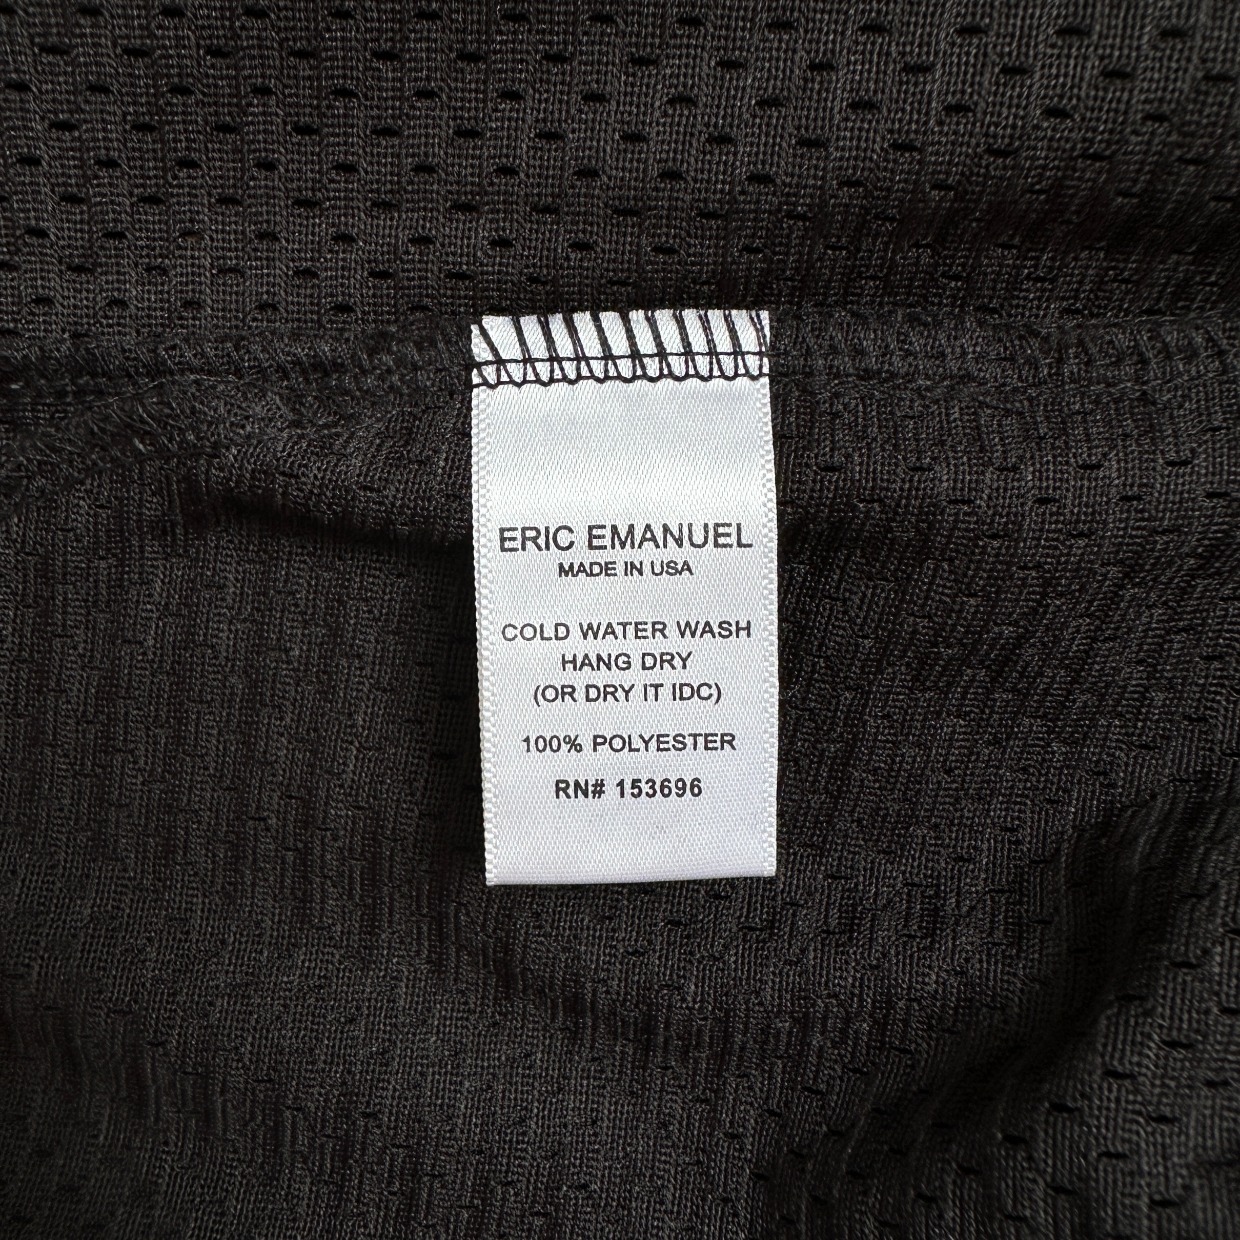 ERIC EMANUEL
MADE IN USA
COLD WATER WASH
HANG DRY
(OR DRY IT IDC)
100% POLYESTER
RN# 153696